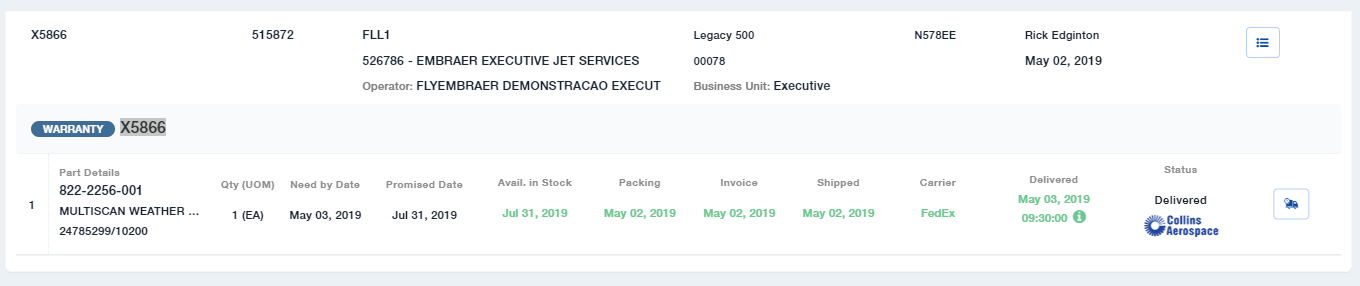 X5866 515872 FLL1 Legacy 500 N578EE Rick Edginton
526786 - EMBRAER EXECUTIVE JET SERVICES 00078 May 02, 2019
Operator: FLYEMBRAER DEMONSTRACAO EXECUT Business Unit: Executive
WARRANTY X5866
1
Part Details
822-2256-001
MULTISCAN WEATHER ...
24785299/10200
Qty (UOM)
1 (EA)
Need by Date
May 03, 2019
Promised Date
Jul 31, 2019
Avail. in Stock
Jul 31, 2019
Packing
May 02, 2019
Invoice
May 02, 2019
Shipped
May 02, 2019
Carrier
FedEx
Delivered
May 03, 2019
09:30:00
Status
Delivered
Collins
Aerospace